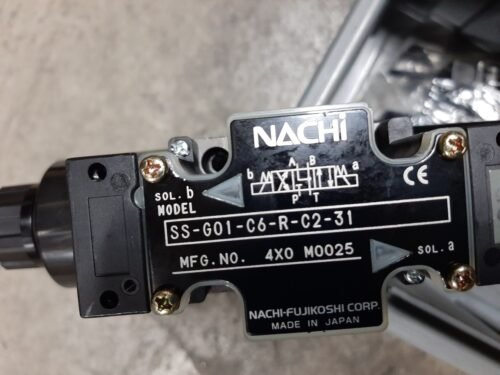 NACHi
A B
b a
P T
SOL. b
CE
MODEL
SS-G01-C6-R-C2-31
MFG. NO. 4X0 M0025
SOL. a
NACHI-FUJIKOSHI CORP.
MADE IN JAPAN